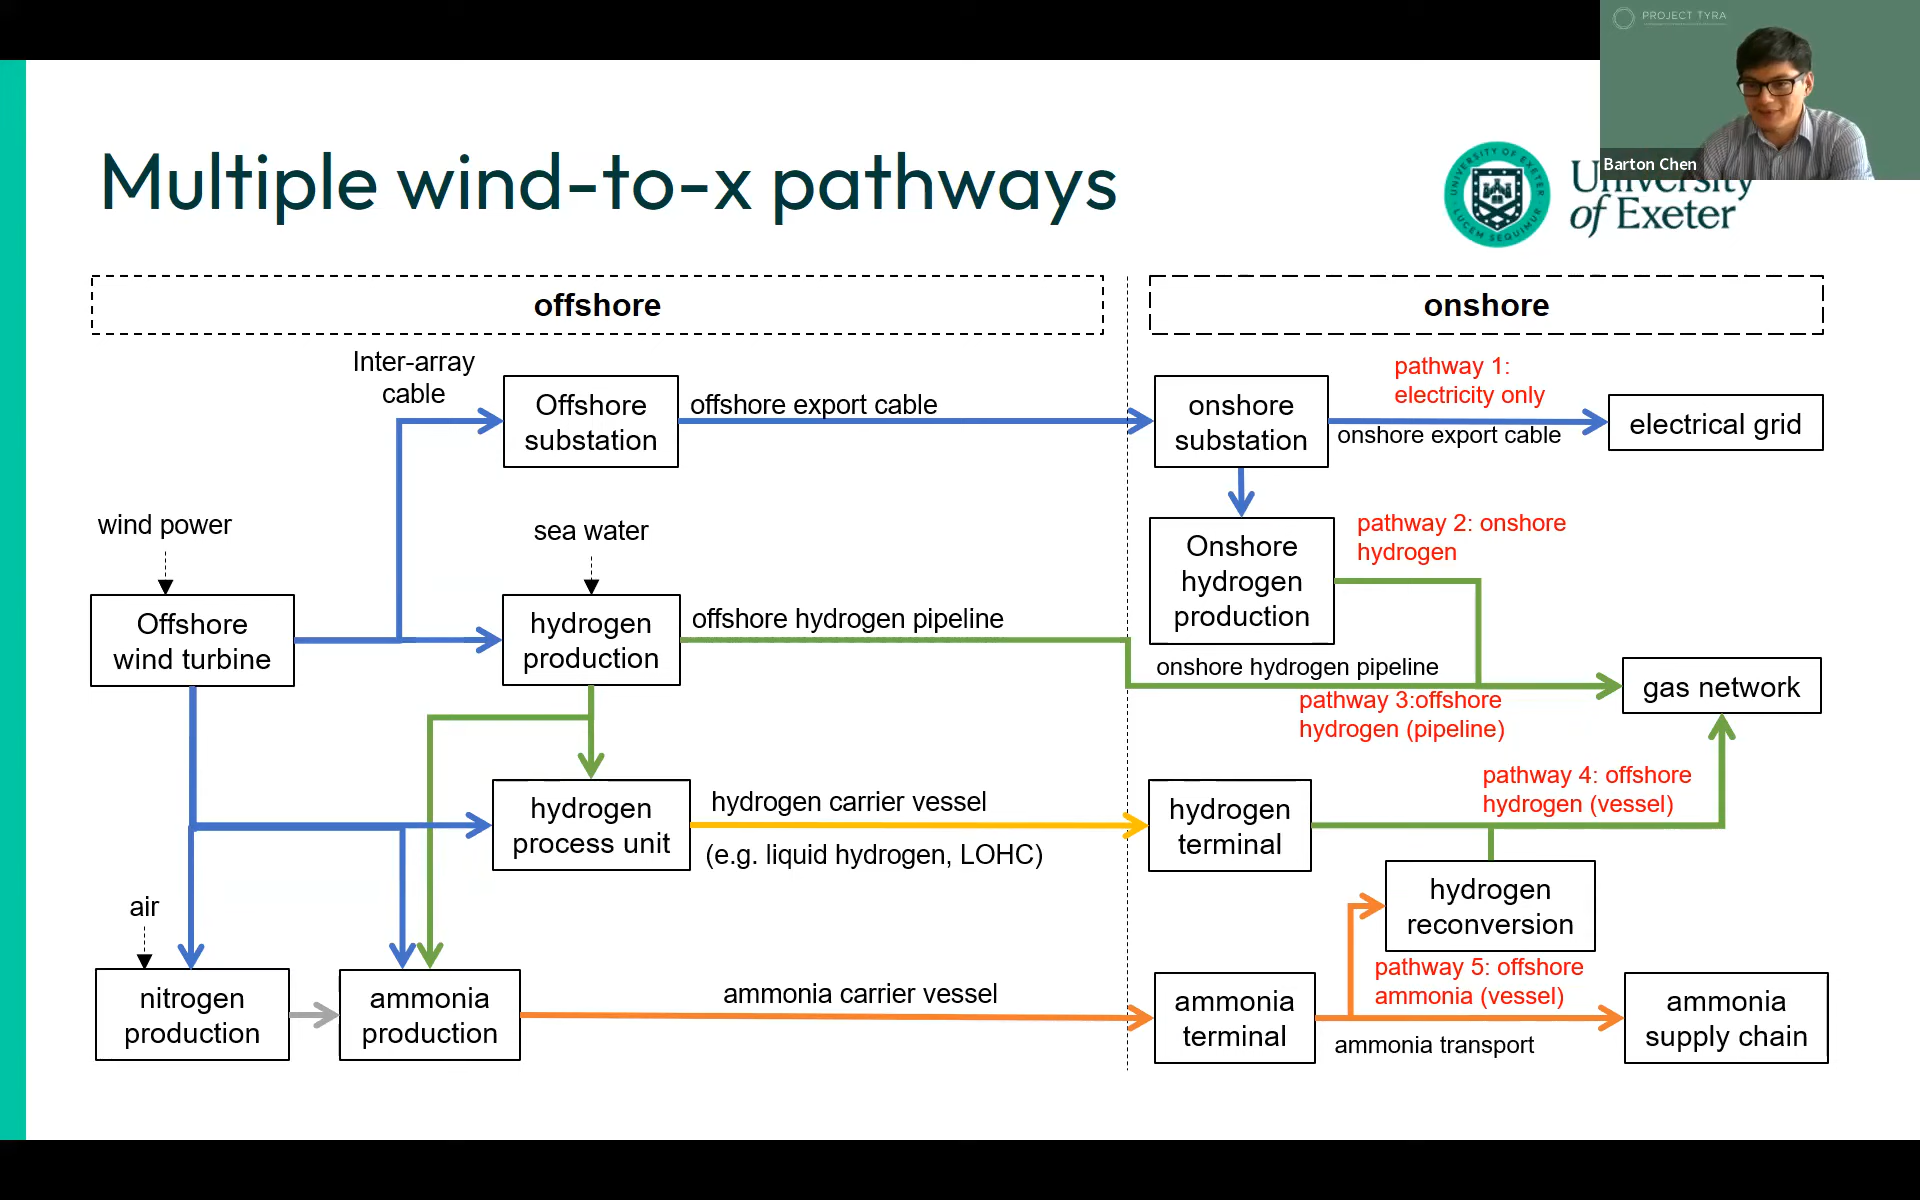 PROJECT TYRA
Barton Chen
Multiple wind-to-x pathways
UNIVERSITY OF EXETER
LUCEM SEQUIMUR
University
of Exeter
offshore
onshore
Inter-array
cable
Offshore
substation
offshore export cable
onshore
substation
pathway 1:
electricity only
onshore export cable
electrical grid
wind power
sea water
Onshore
hydrogen
production
pathway 2: onshore
hydrogen
Offshore
wind turbine
hydrogen
production
offshore hydrogen pipeline
onshore hydrogen pipeline
pathway 3:offshore
hydrogen (pipeline)
gas network
hydrogen
process unit
hydrogen carrier vessel
(e.g. liquid hydrogen, LOHC)
hydrogen
terminal
pathway 4: offshore
hydrogen (vessel)
hydrogen
reconversion
air
nitrogen
production
ammonia
production
ammonia carrier vessel
ammonia
terminal
pathway 5: offshore
ammonia (vessel)
ammonia transport
ammonia
supply chain